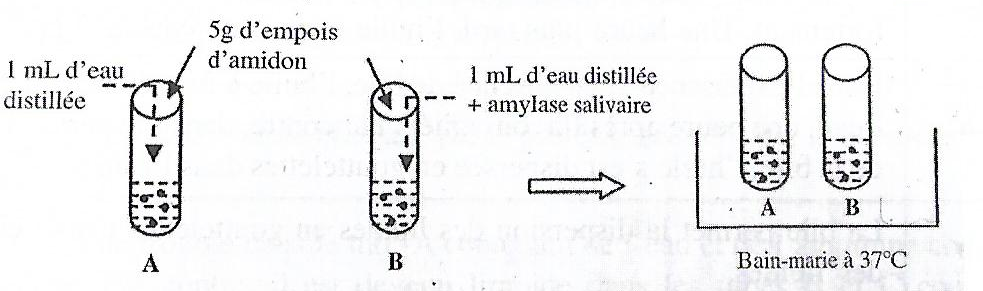 5g d'empois
d'amidon
1 mL d'eau
distillée
1 mL d'eau distillée
+ amylase salivaire
A
B
A
B
Bain-marie à 37°C